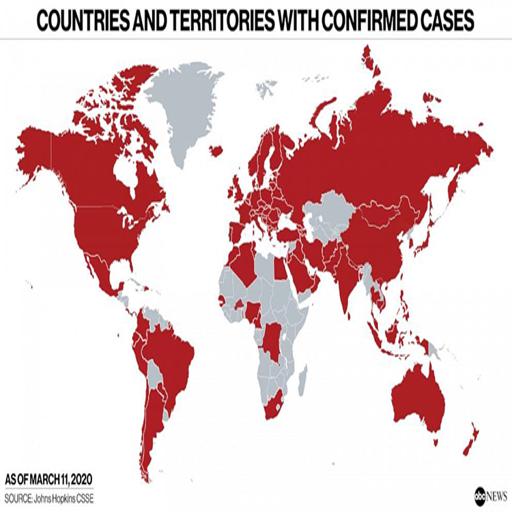 COUNTRIES AND TERRITORIES WITH CONFIRMED CASES
AS OF MARCH 11, 2020
SOURCE: Johns Hopkins CSSE
abc NEWS